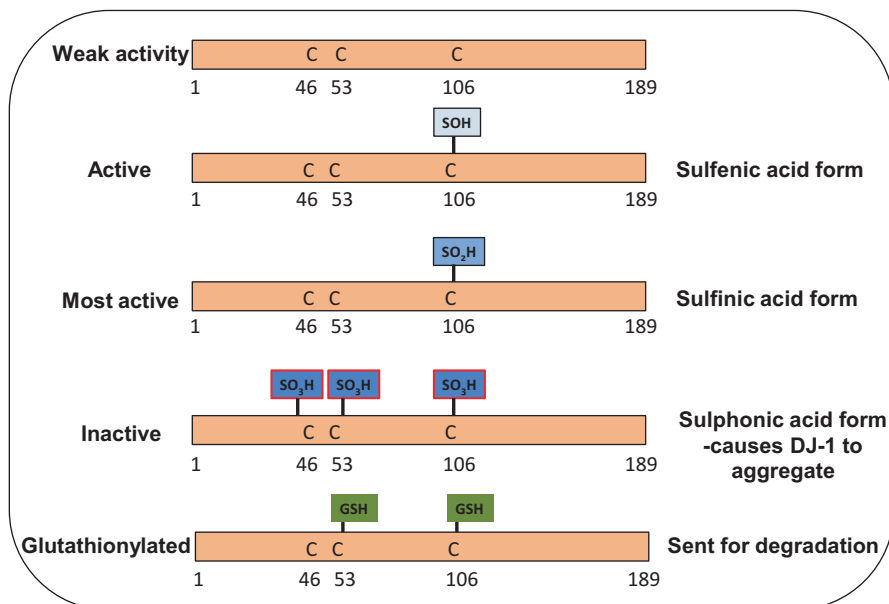 Weak activity
C C C
1 46 53 106 189
SOH
Active C C C Sulfenic acid form
1 46 53 106 189
SO₂H
Most active C C C Sulfinic acid form
1 46 53 106 189
SO₃H SO₃H SO₃H
Inactive C C C Sulphonic acid form
-causes DJ-1 to
aggregate
1 46 53 106 189
GSH GSH
Glutathionylated C C C Sent for degradation
1 46 53 106 189